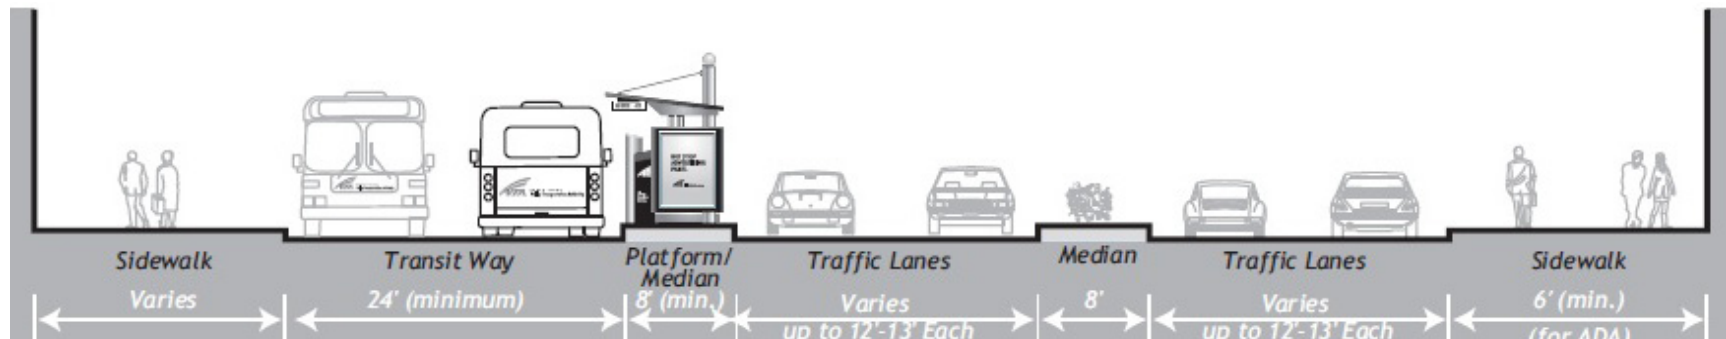 Sidewalk
Transit Way
Platform/
Median
Traffic Lanes
Median
Traffic Lanes
Sidewalk
Varies
24' (minimum)
8' (min.)
Varies
up to 12'-13' Each
8'
Varies
up to 12'-13' Each
6' (min.)
(for ADA)